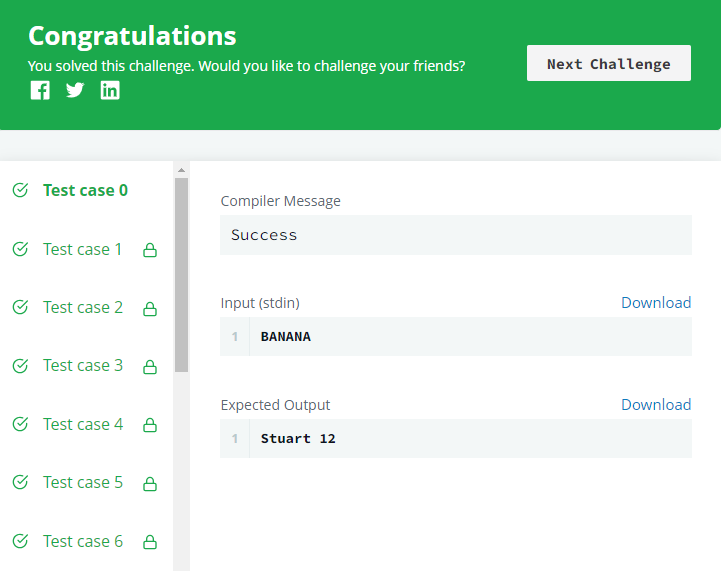 Congratulations
You solved this challenge. Would you like to challenge your friends?
Next Challenge
Test case 0
Test case 1
Test case 2
Test case 3
Test case 4
Test case 5
Test case 6
Compiler Message
Success
Input (stdin)
Download
1 BANANA
Expected Output
Download
1 Stuart 12